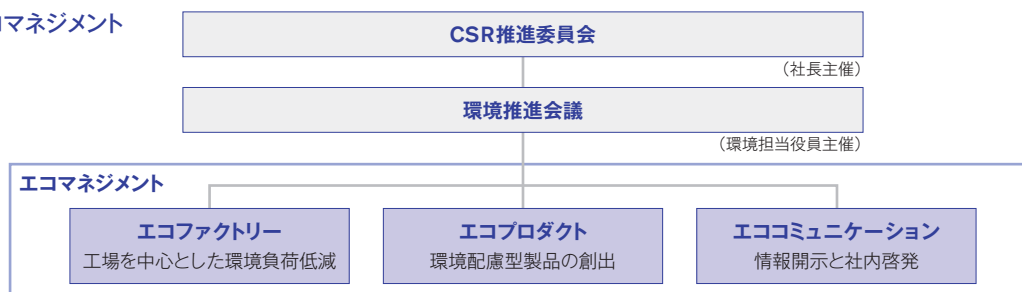 マネジメント
CSR推進委員会
（社長主催）
環境推進会議
（環境担当役員主催）
エコマネジメント
エコファクトリー
工場を中心とした環境負荷低減
エコプロダクト
環境配慮型製品の創出
エココミュニケーション
情報開示と社内啓発